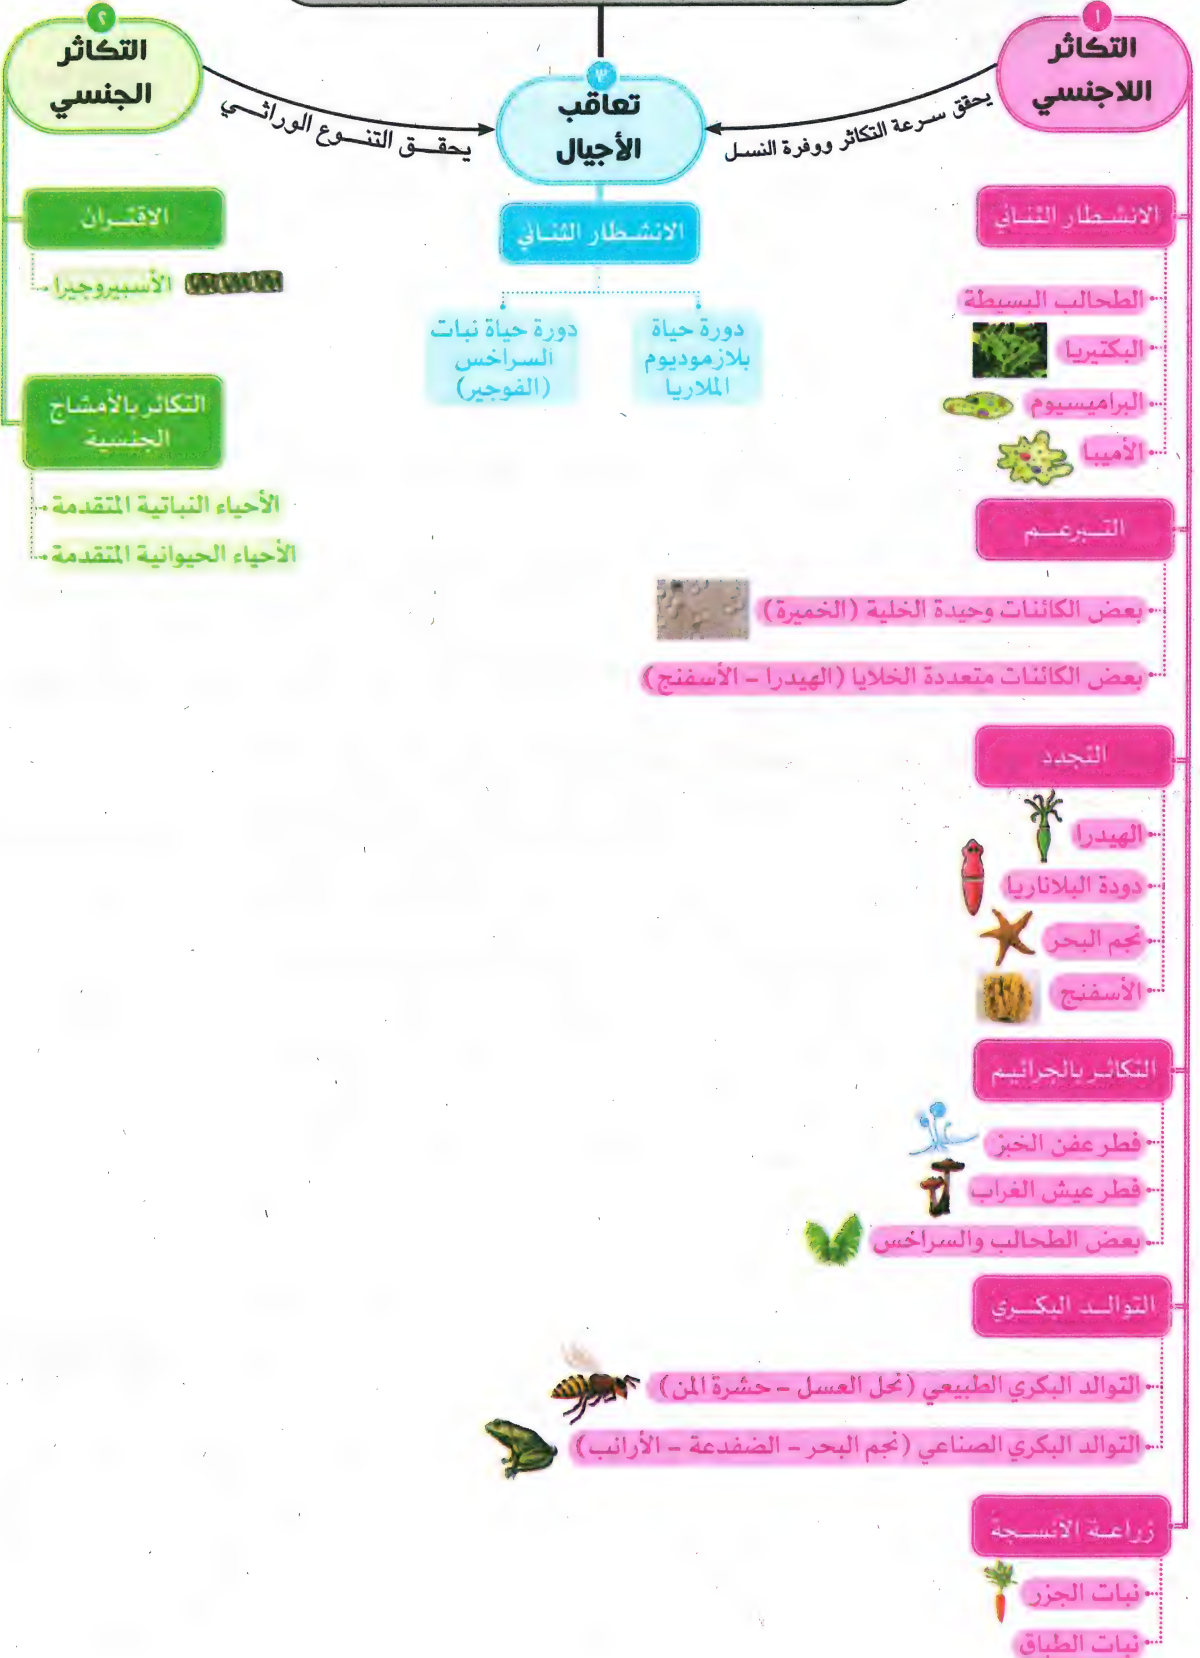 ١
التكاثر
اللاجنسي
يحقق سرعة التكاثر ووفرة النسل
الانشطار الثنائي
الطحالب البسيطة
البكتيريا
البراميسيوم
الأميبا
التبرعم
بعض الكائنات وحيدة الخلية (الخميرة)
بعض الكائنات متعددة الخلايا (الهيدرا - الأسفنج)
التجدد
الهيدرا
دودة البلاناريا
نجم البحر
الأسفنج
التكاثر بالجراثيم
فطر عفن الخبز
فطر عيش الغراب
بعض الطحالب والسراخس
التوالد البكري
التوالد البكري الطبيعي (نحل العسل - حشرة المن)
التوالد البكري الصناعي (نجم البحر - الضفدعة - الأرانب)
زراعة الأنسجة
نبات الجزر
نبات الطباق
٣
تعاقب
الأجيال
الانشطار الثنائي
دورة حياة
بلازموديوم
الملاريا
دورة حياة نبات
السراخس
(الفوجير)
٢
التكاثر
الجنسي
يحقق التنوع الوراثي
الاقتران
الأسبيروجيرا
التكاثر بالأمشاج
الجنسية
الأحياء النباتية المتقدمة
الأحياء الحيوانية المتقدمة